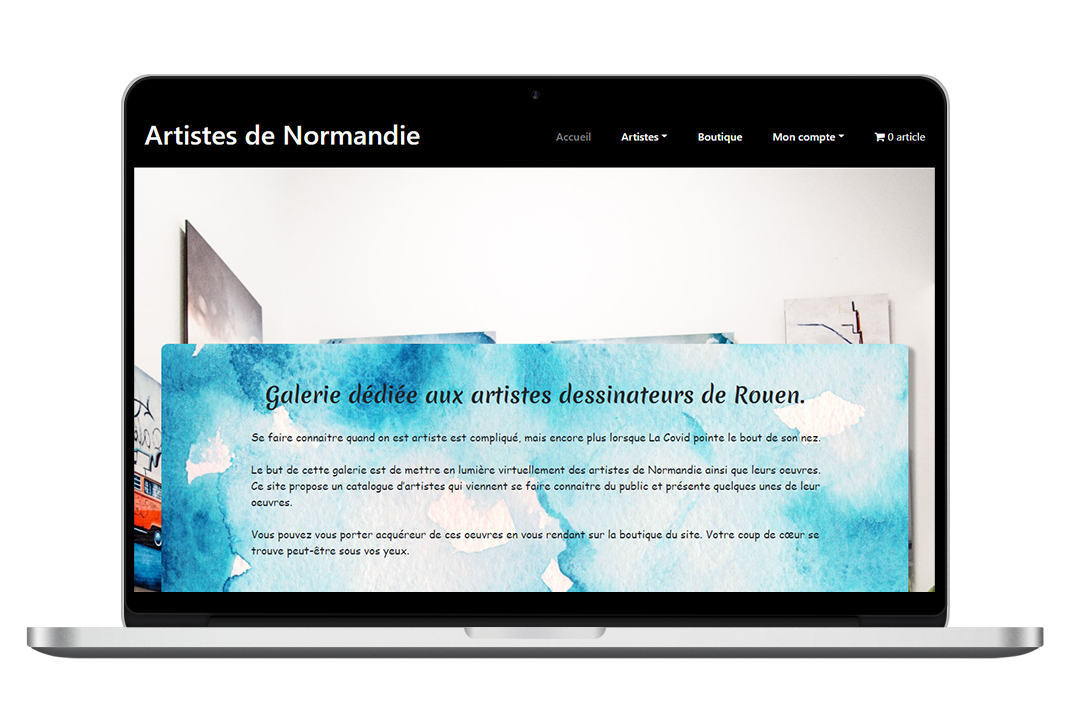 Artistes de Normandie
Accueil Artistes Boutique Mon compte 0 article
Galerie dédiée aux artistes dessinateurs de Rouen.
Se faire connaitre quand on est artiste est compliqué, mais encore plus lorsque La Covid pointe le bout de son nez.
Le but de cette galerie est de mettre en lumière virtuellement des artistes de Normandie ainsi que leurs oeuvres.
Ce site propose un catalogue d'artistes qui viennent se faire connaitre du public et présente quelques unes de leur
oeuvres.
Vous pouvez vous porter acquéreur de ces oeuvres en vous rendant sur la boutique du site. Votre coup de cœur se
trouve peut-être sous vos yeux.